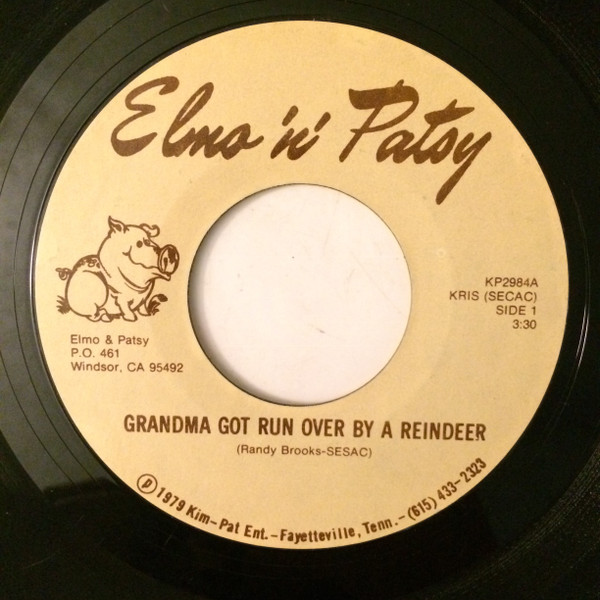 Elmo 'n' Patsy
KP2984A
KRIS (SECAC)
SIDE 1
3:30
Elmo & Patsy
P.O. 461
Windsor, CA 95492
GRANDMA GOT RUN OVER BY A REINDEER
(Randy Brooks-SESAC)
℗ 1979 Kim-Pat Ent.-Fayetteville, Tenn.-(615) 433-2323